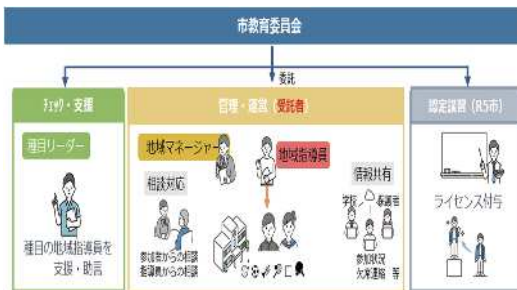 市教育委員会
委託
ﾁｪｯｸ・支援
種目リーダー
種目の地域指導員を
支援・助言
管理・運営（受託者）
地域マネージャー
地域指導員
相談対応
参加者からの相談
指導員からの相談
情報共有
学校
保護者
参加状況
欠席連絡 等
認定講習（R5市）
ライセンス付与